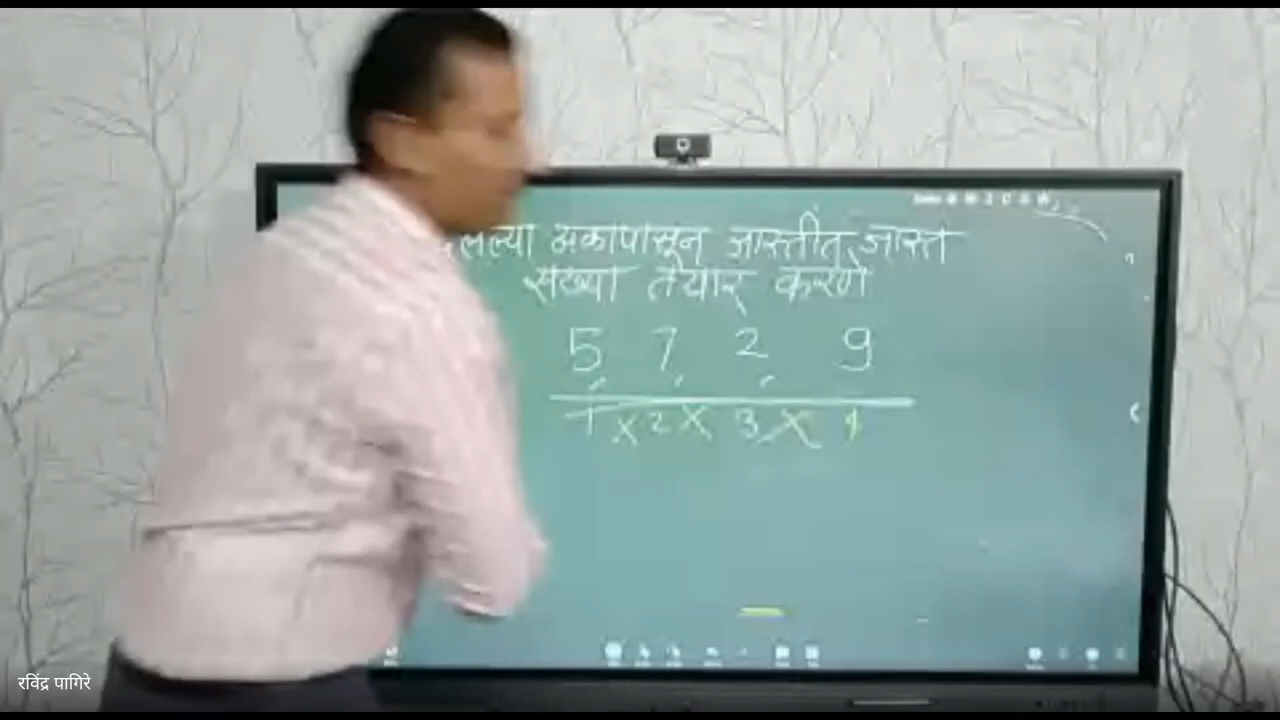 अंकापासून जास्तीत जास्त
संख्या तयार करणे
5 7 2 9
1 x 2 x 3 x 4
रविंद्र पागिरे